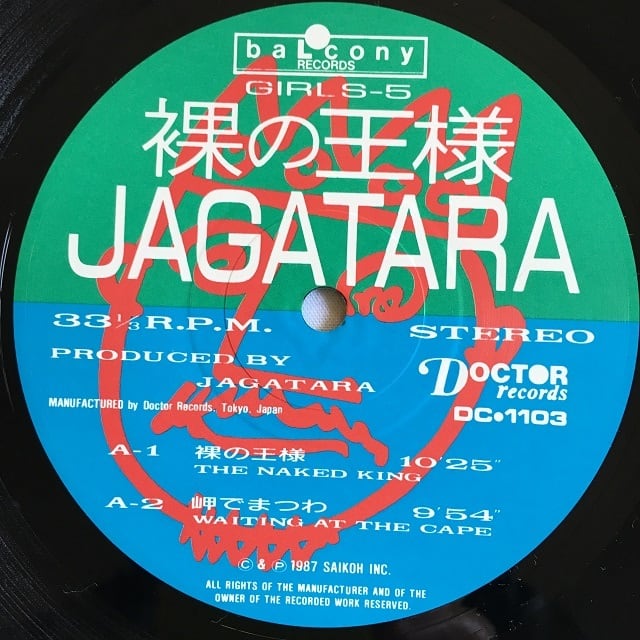 baLcony
RECORDS
GIRLS-5
裸の王様
JAGATARA
33 1/3 R.P.M. STEREO
PRODUCED BY
JAGATARA
DOCTOR
records
MANUFACTURED by Doctor Records, Tokyo, Japan
DC•1103
A-1 裸の王様 10'25"
THE NAKED KING
A-2 岬でまつわ 9'54"
WAITING AT THE CAPE
© & ℗ 1987 SAIKOH INC.
ALL RIGHTS OF THE MANUFACTURER AND OF THE
OWNER OF THE RECORDED WORK RESERVED.